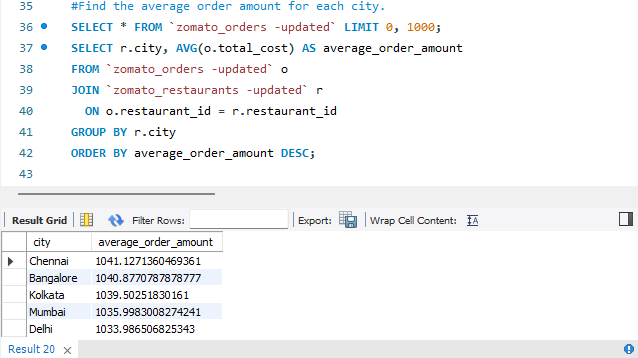 35 #Find the average order amount for each city.
36 SELECT * FROM `zomato_orders -updated` LIMIT 0, 1000;
37 SELECT r.city, AVG(o.total_cost) AS average_order_amount
38 FROM `zomato_orders -updated` o
39 JOIN `zomato_restaurants -updated` r
40 ON o.restaurant_id = r.restaurant_id
41 GROUP BY r.city
42 ORDER BY average_order_amount DESC;
43
Result Grid Filter Rows: Export: Wrap Cell Content: IA
city average_order_amount
Chennai 1041.1271360469361
Bangalore 1040.8770787878777
Kolkata 1039.50251830161
Mumbai 1035.9983008274241
Delhi 1033.986506825343
Result 20 ×